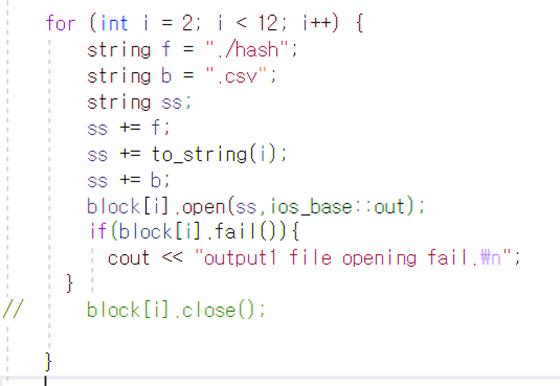 for (int i = 2; i < 12; i++) {
string f = "./hash";
string b = ".csv";
string ss;
ss += f;
ss += to_string(i);
ss += b;
block[i].open(ss,ios_base::out);
if(block[i].fail()){
cout << "output1 file opening fail.₩n";
}
// block[i].close();
}